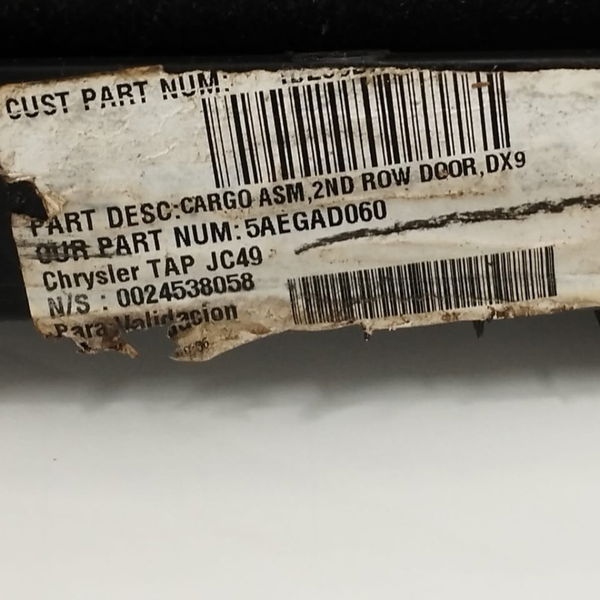 CUST PART NUM:
PART DESC:CARGO ASM,2ND ROW DOOR,DX9
OUR PART NUM:5AEGAD060
Chrysler TAP JC49
N/S : 0024538058
Para Validacion